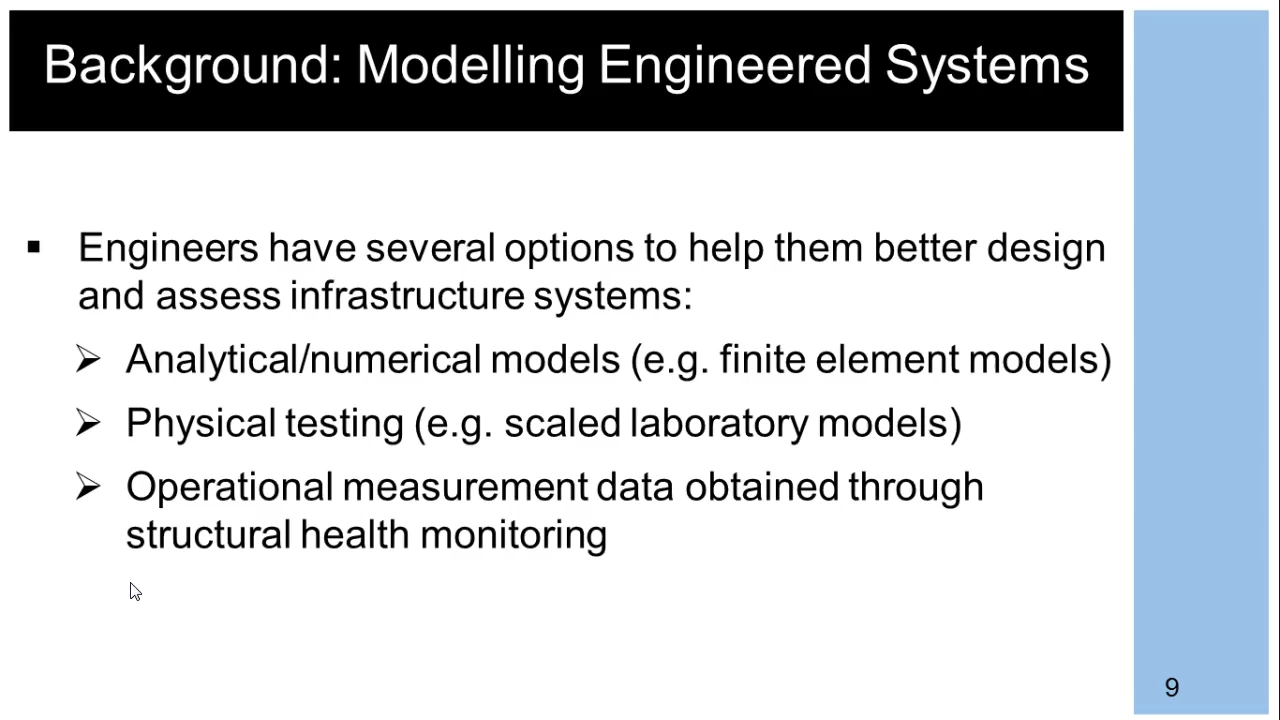 Background: Modelling Engineered Systems
▪ Engineers have several options to help them better design
and assess infrastructure systems:
➢ Analytical/numerical models (e.g. finite element models)
➢ Physical testing (e.g. scaled laboratory models)
➢ Operational measurement data obtained through
structural health monitoring
9